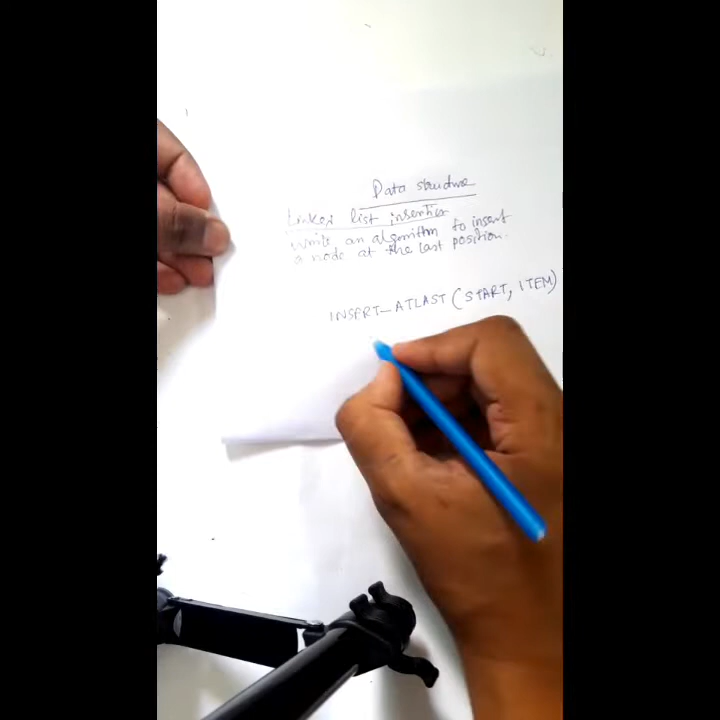 Data structure
Linked list insertion
write an algorithm to insert
a node at the last position.
INSERT_ATLAST (START, ITEM)